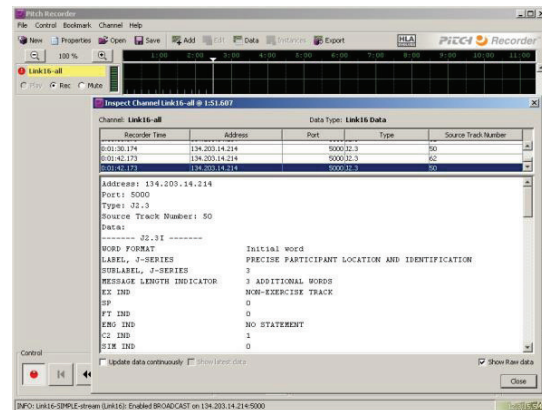 Pitch Recorder
File Control Bookmark Channel Help
New Properties Open Save Add Edit Data Instances Export HLA PITCH Recorder
100 % 1:00 2:00 3:00 4:00 5:00 6:00 7:00 8:00 9:00 10:00 11:00
Link16-all
Play Rec Mute
Inspect Channel Link16-all @ 1:51.607
Channel: Link16-all Data Type: Link16 Data
Recorder Time Address Port Type Source Track Number
0:01:30.174 134.203.14.214 5000 J2.3 50
0:01:42.173 134.203.14.214 5000 J2.3 62
0:01:42.173 134.203.14.214 5000 J2.3 50
Address: 134.203.14.214
Port: 5000
Type: J2.3
Source Track Number: 50
Data:
------- J2.3I -------
WORD FORMAT Initial word
LABEL, J-SERIES PRECISE PARTICIPANT LOCATION AND IDENTIFICATION
SUBLABEL, J-SERIES 3
MESSAGE LENGTH INDICATOR 3 ADDITIONAL WORDS
EX IND NON-EXERCISE TRACK
SP 0
FT IND 0
EMG IND NO STATEMENT
C2 IND 1
SIM IND 0
Update data continuously Show latest data Show Raw data
Control
Close
INFO: Link16-SIMPLE-stream (Link16): Enabled BROADCAST on 134.203.14.214:5000